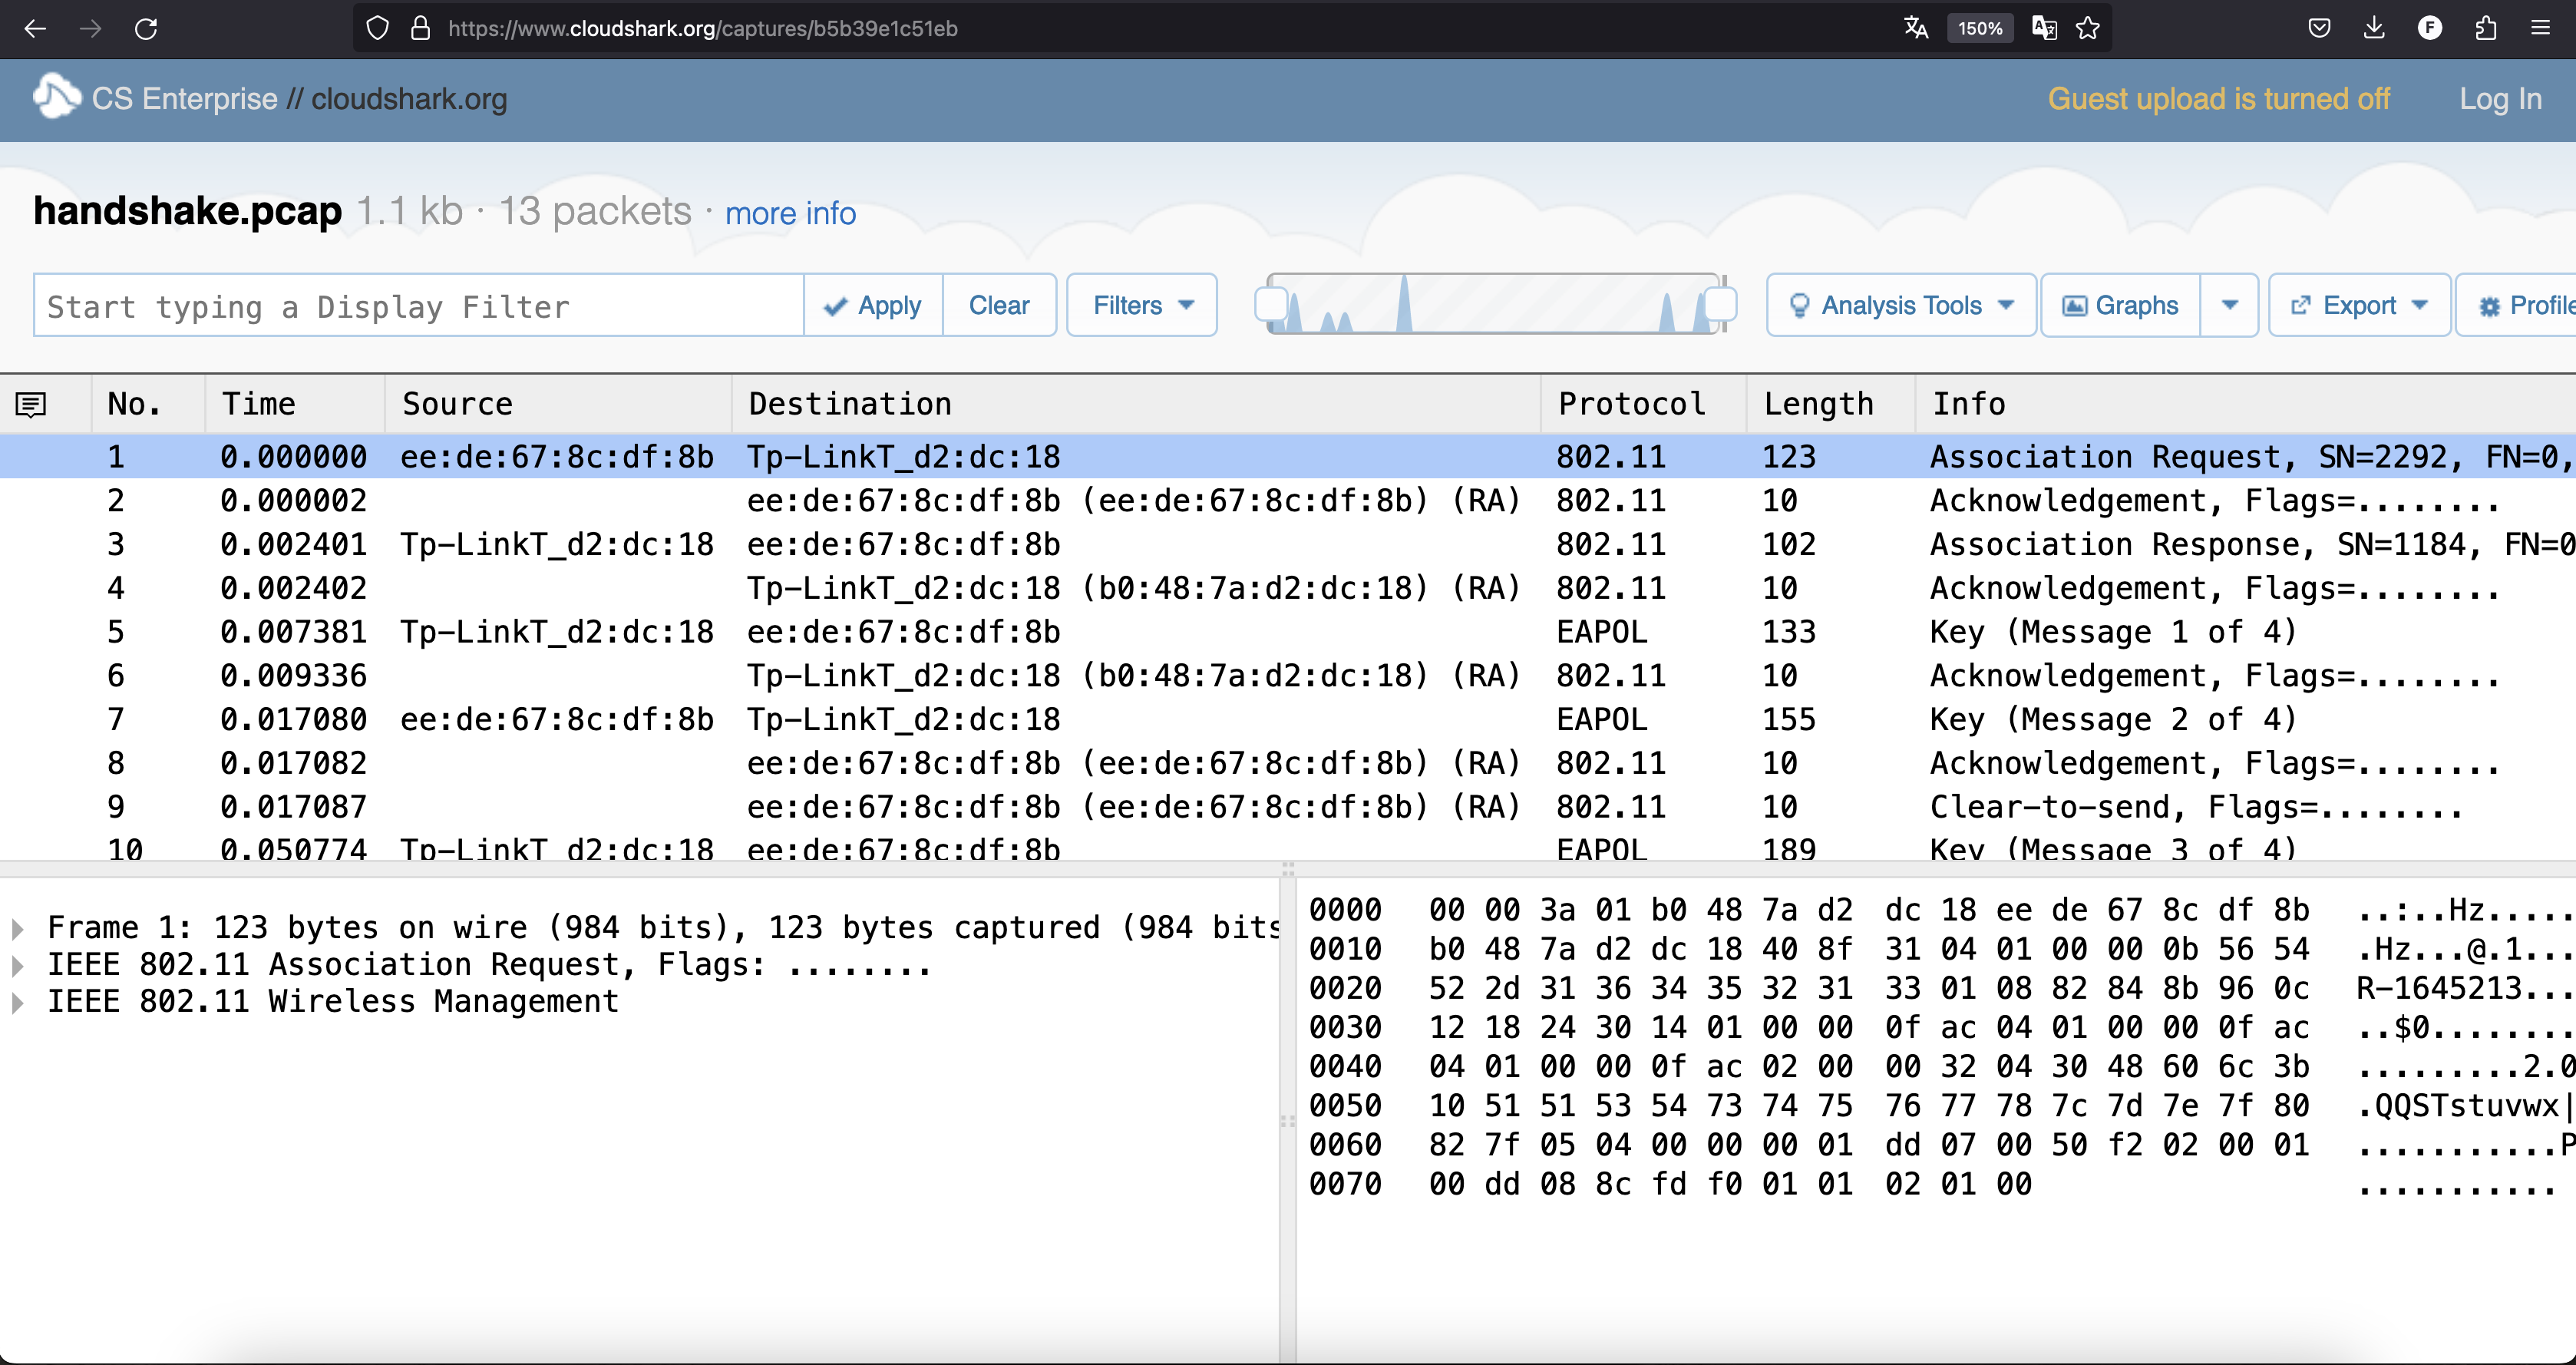 https://www.cloudshark.org/captures/b5b39e1c51eb 150% F
CS Enterprise // cloudshark.org Guest upload is turned off Log In
handshake.pcap 1.1 kb · 13 packets · more info
Start typing a Display Filter Apply Clear Filters Analysis Tools Graphs Export Profile
No. Time Source Destination Protocol Length Info
1 0.000000 ee:de:67:8c:df:8b Tp-LinkT_d2:dc:18 802.11 123 Association Request, SN=2292, FN=0,
2 0.000002 ee:de:67:8c:df:8b (ee:de:67:8c:df:8b) (RA) 802.11 10 Acknowledgement, Flags=........
3 0.002401 Tp-LinkT_d2:dc:18 ee:de:67:8c:df:8b 802.11 102 Association Response, SN=1184, FN=0
4 0.002402 Tp-LinkT_d2:dc:18 (b0:48:7a:d2:dc:18) (RA) 802.11 10 Acknowledgement, Flags=........
5 0.007381 Tp-LinkT_d2:dc:18 ee:de:67:8c:df:8b EAPOL 133 Key (Message 1 of 4)
6 0.009336 Tp-LinkT_d2:dc:18 (b0:48:7a:d2:dc:18) (RA) 802.11 10 Acknowledgement, Flags=........
7 0.017080 ee:de:67:8c:df:8b Tp-LinkT_d2:dc:18 EAPOL 155 Key (Message 2 of 4)
8 0.017082 ee:de:67:8c:df:8b (ee:de:67:8c:df:8b) (RA) 802.11 10 Acknowledgement, Flags=........
9 0.017087 ee:de:67:8c:df:8b (ee:de:67:8c:df:8b) (RA) 802.11 10 Clear-to-send, Flags=........
10 0.050774 Tp-LinkT_d2:dc:18 ee:de:67:8c:df:8b EAPOL 189 Key (Message 3 of 4)
Frame 1: 123 bytes on wire (984 bits), 123 bytes captured (984 bits
IEEE 802.11 Association Request, Flags: ........
IEEE 802.11 Wireless Management
0000 00 00 3a 01 b0 48 7a d2 dc 18 ee de 67 8c df 8b ..:..Hz.....
0010 b0 48 7a d2 dc 18 40 8f 31 04 01 00 00 0b 56 54 .Hz...@.1...
0020 52 2d 31 36 34 35 32 31 33 01 08 82 84 8b 96 0c R-1645213...
0030 12 18 24 30 14 01 00 00 0f ac 04 01 00 00 0f ac ..$0........
0040 04 01 00 00 0f ac 02 00 00 32 04 30 48 60 6c 3b .........2.0
0050 10 51 51 53 54 73 74 75 76 77 78 7c 7d 7e 7f 80 .QQSTstuvwx|
0060 82 7f 05 04 00 00 00 01 dd 07 00 50 f2 02 00 01 ...........P
0070 00 dd 08 8c fd f0 01 01 02 01 00 ...........